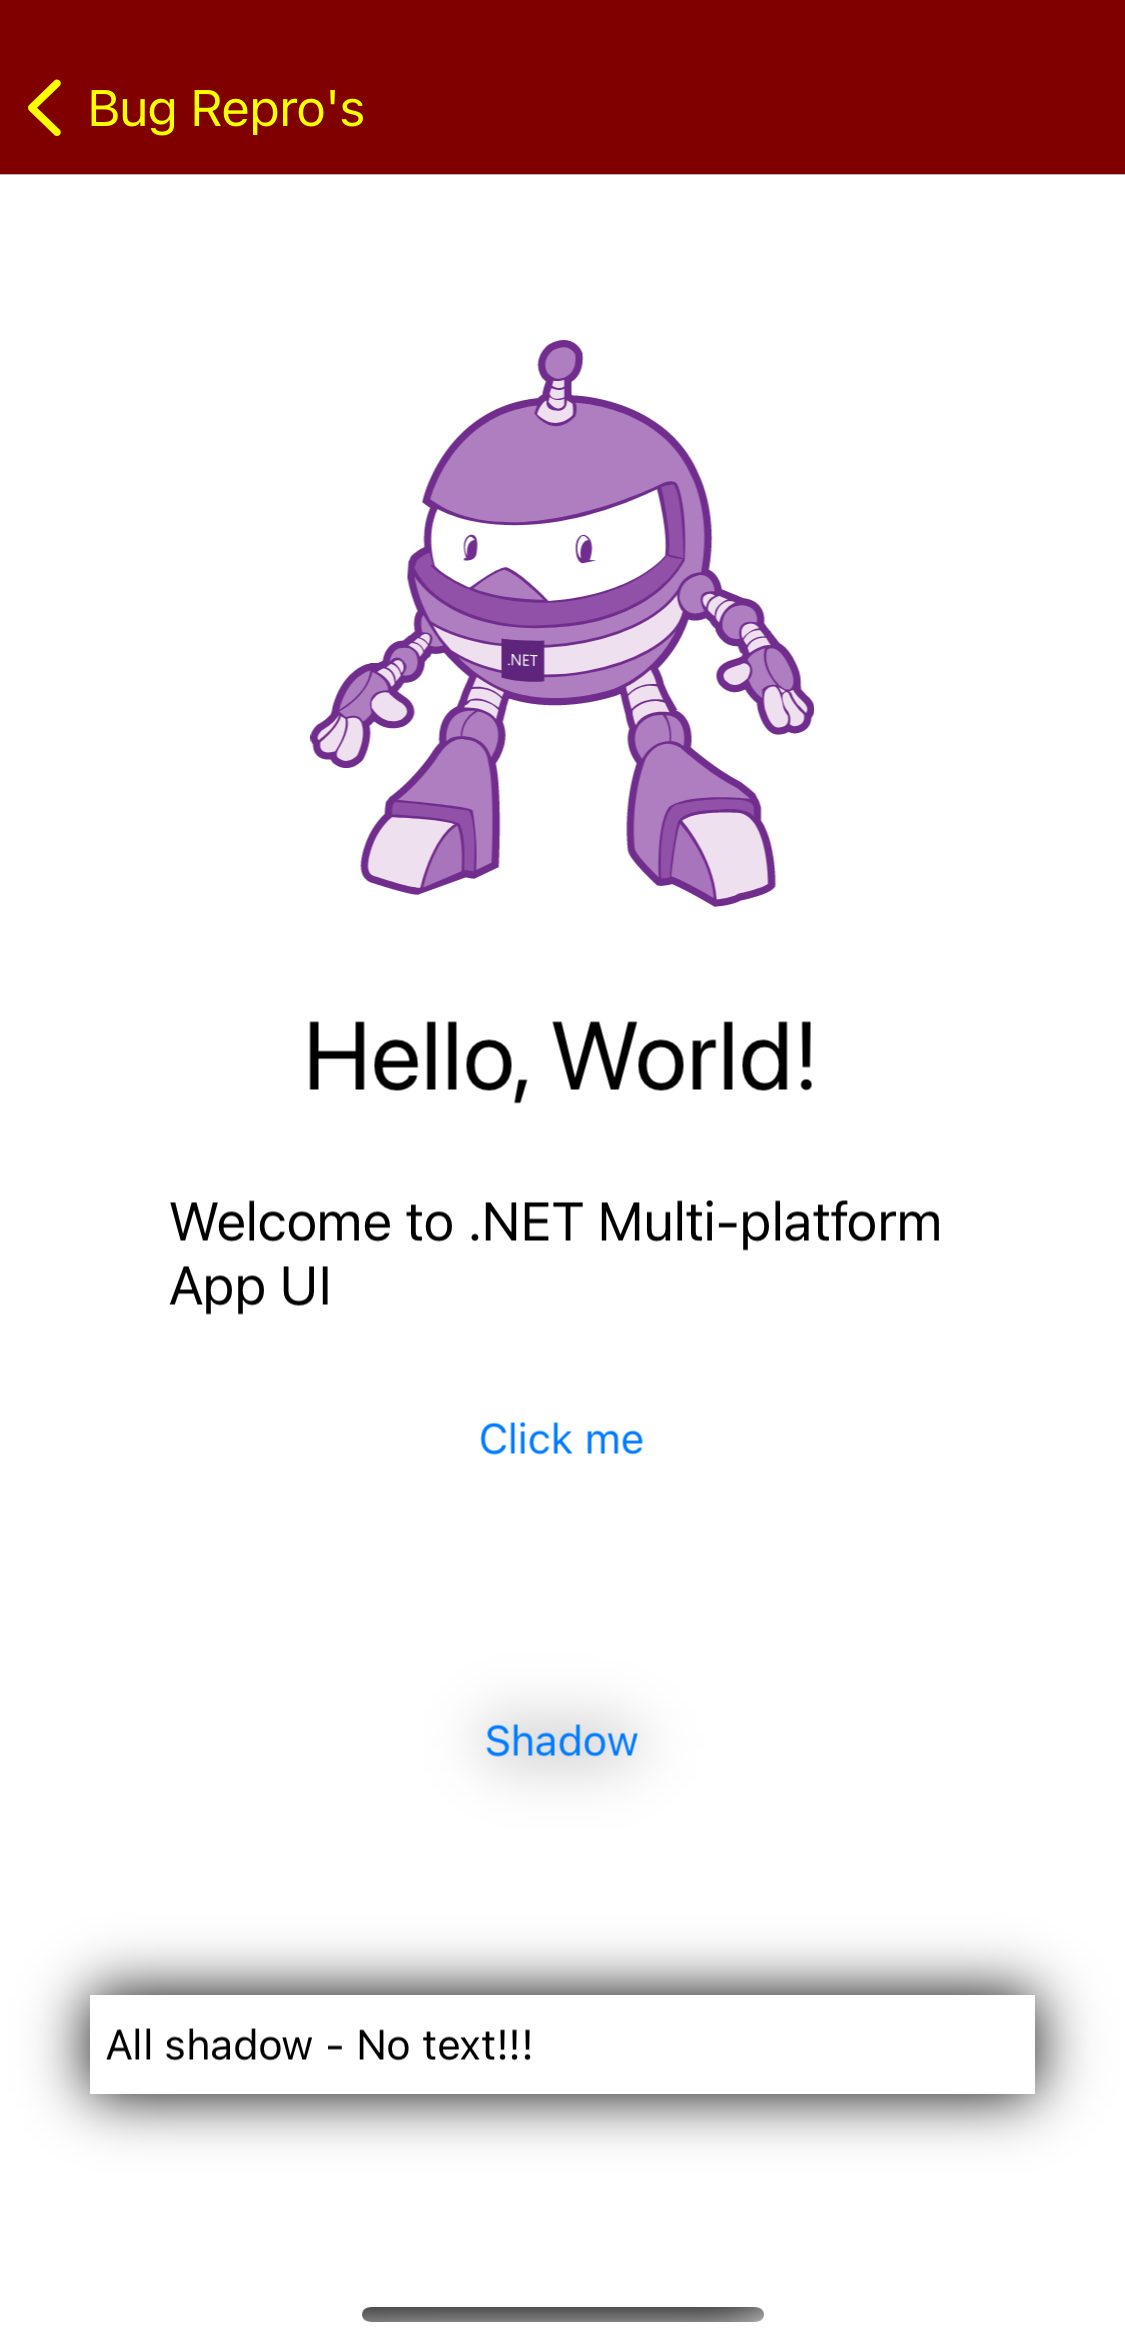 Bug Repro's
.NET
Hello, World!
Welcome to .NET Multi-platform
App UI
Click me
Shadow
All shadow - No text!!!